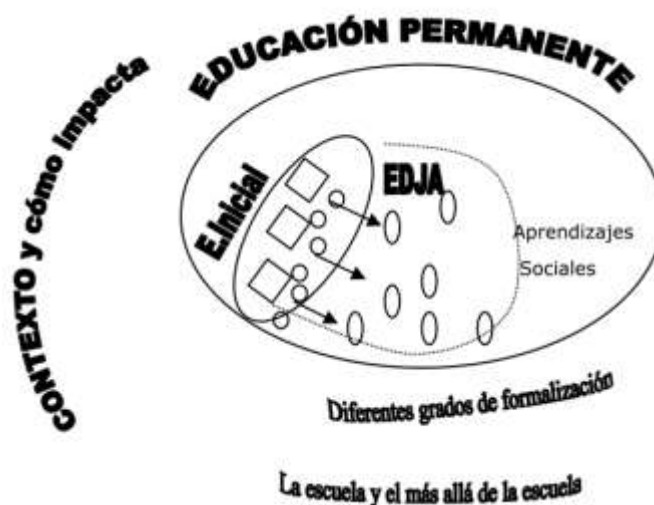 EDUCACIÓN PERMANENTE
CONTEXTO y cómo impacta
E.Inicial
EDJA
Aprendizajes
Sociales
Diferentes grados de formalización
La escuela y el más allá de la escuela